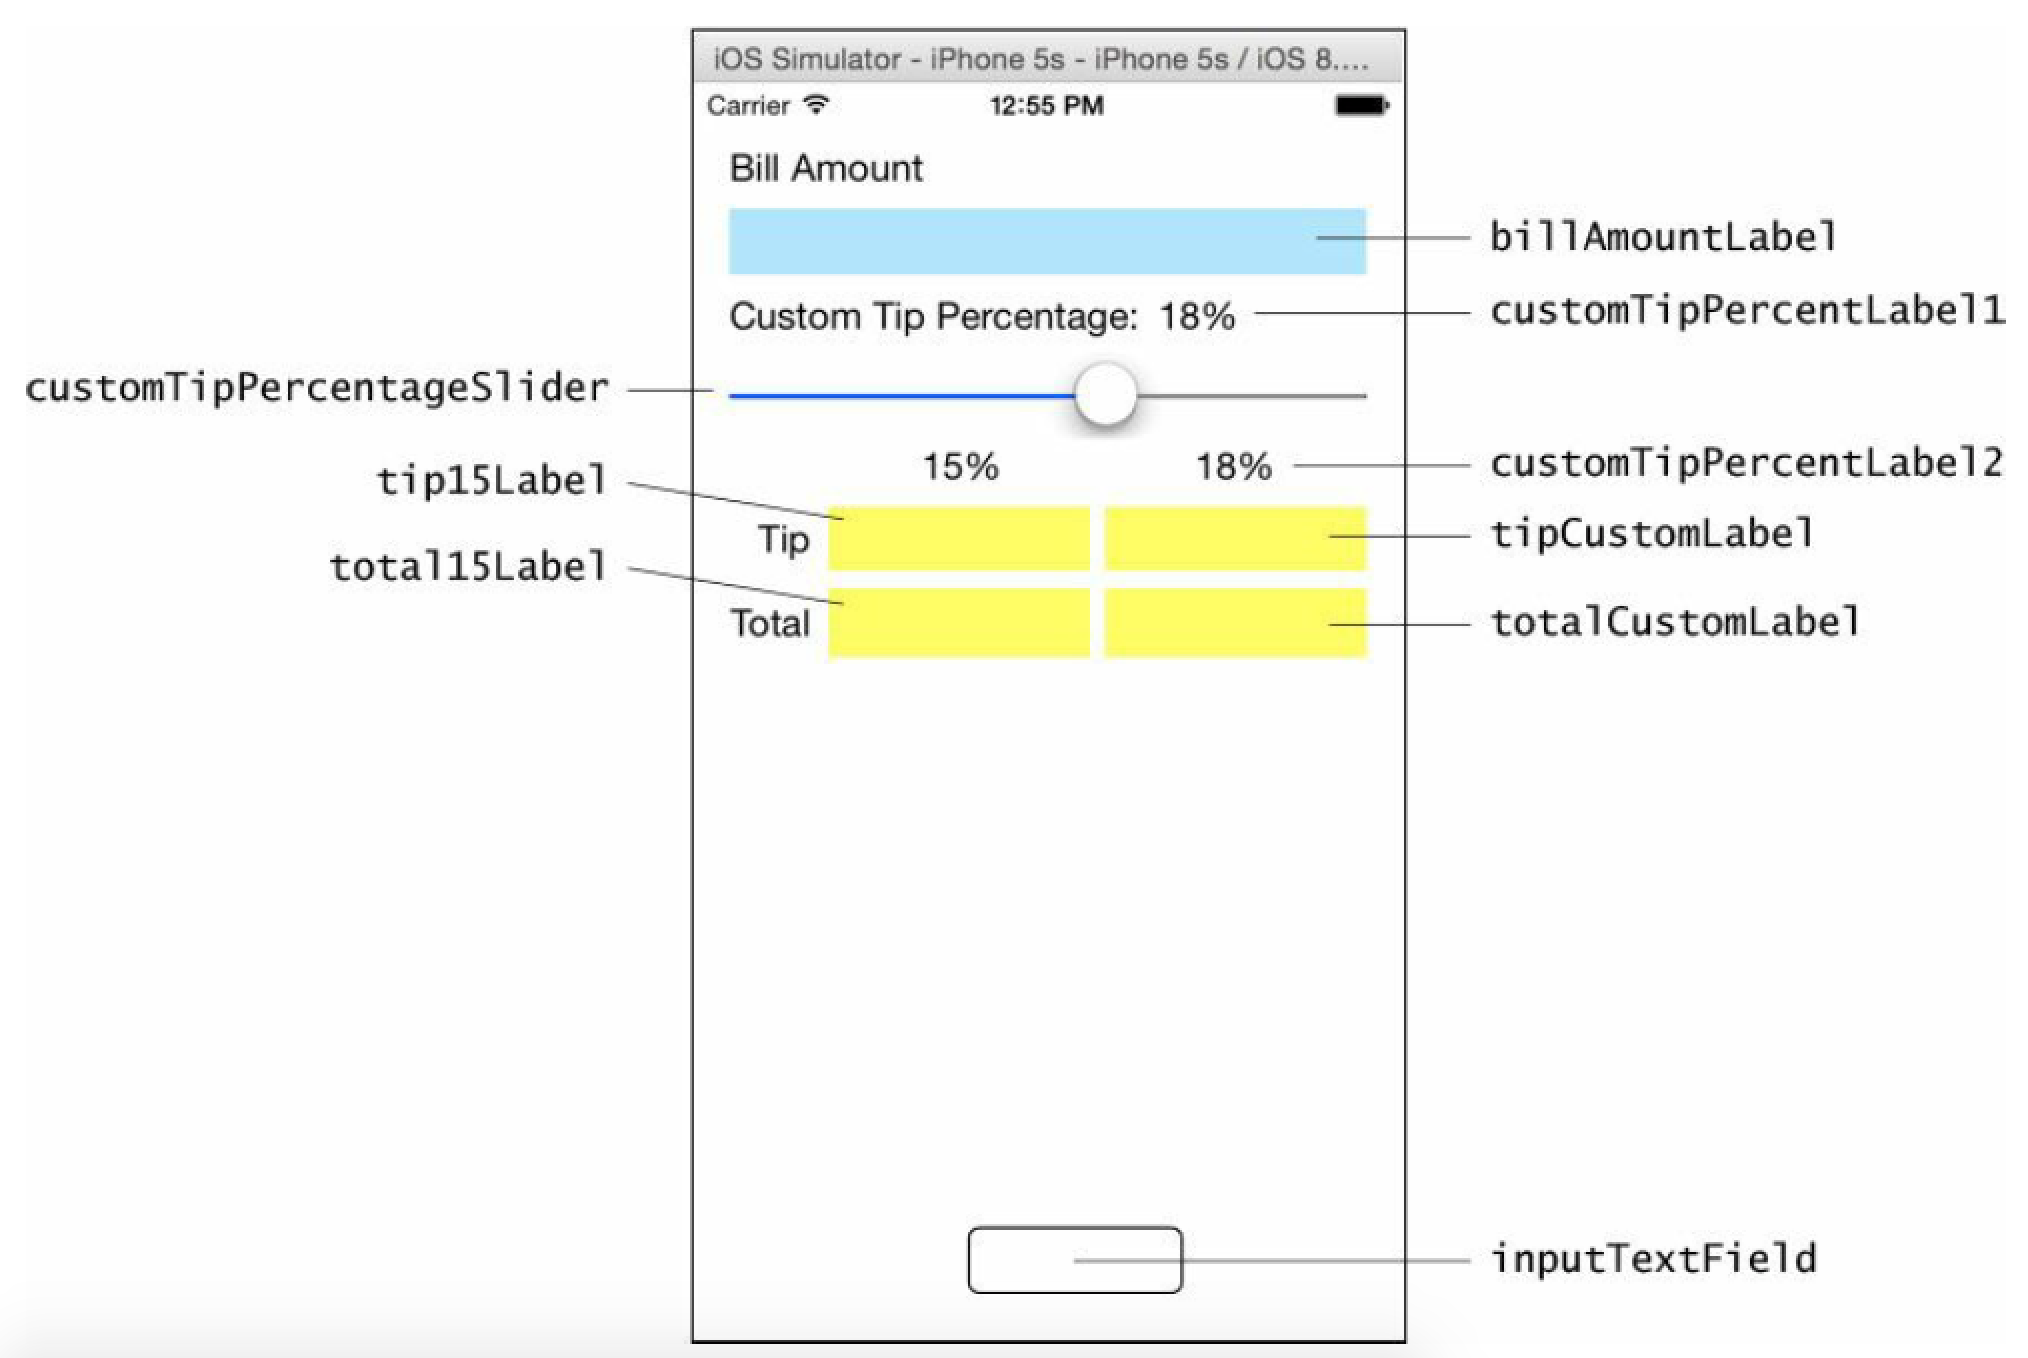 iOS Simulator - iPhone 5s - iPhone 5s / iOS 8....
Carrier 12:55 PM
Bill Amount
billAmountLabel
Custom Tip Percentage: 18%
customTipPercentLabel1
customTipPercentageSlider
15% 18%
customTipPercentLabel2
tip15Label
Tip
tipCustomLabel
total15Label
Total
totalCustomLabel
inputTextField